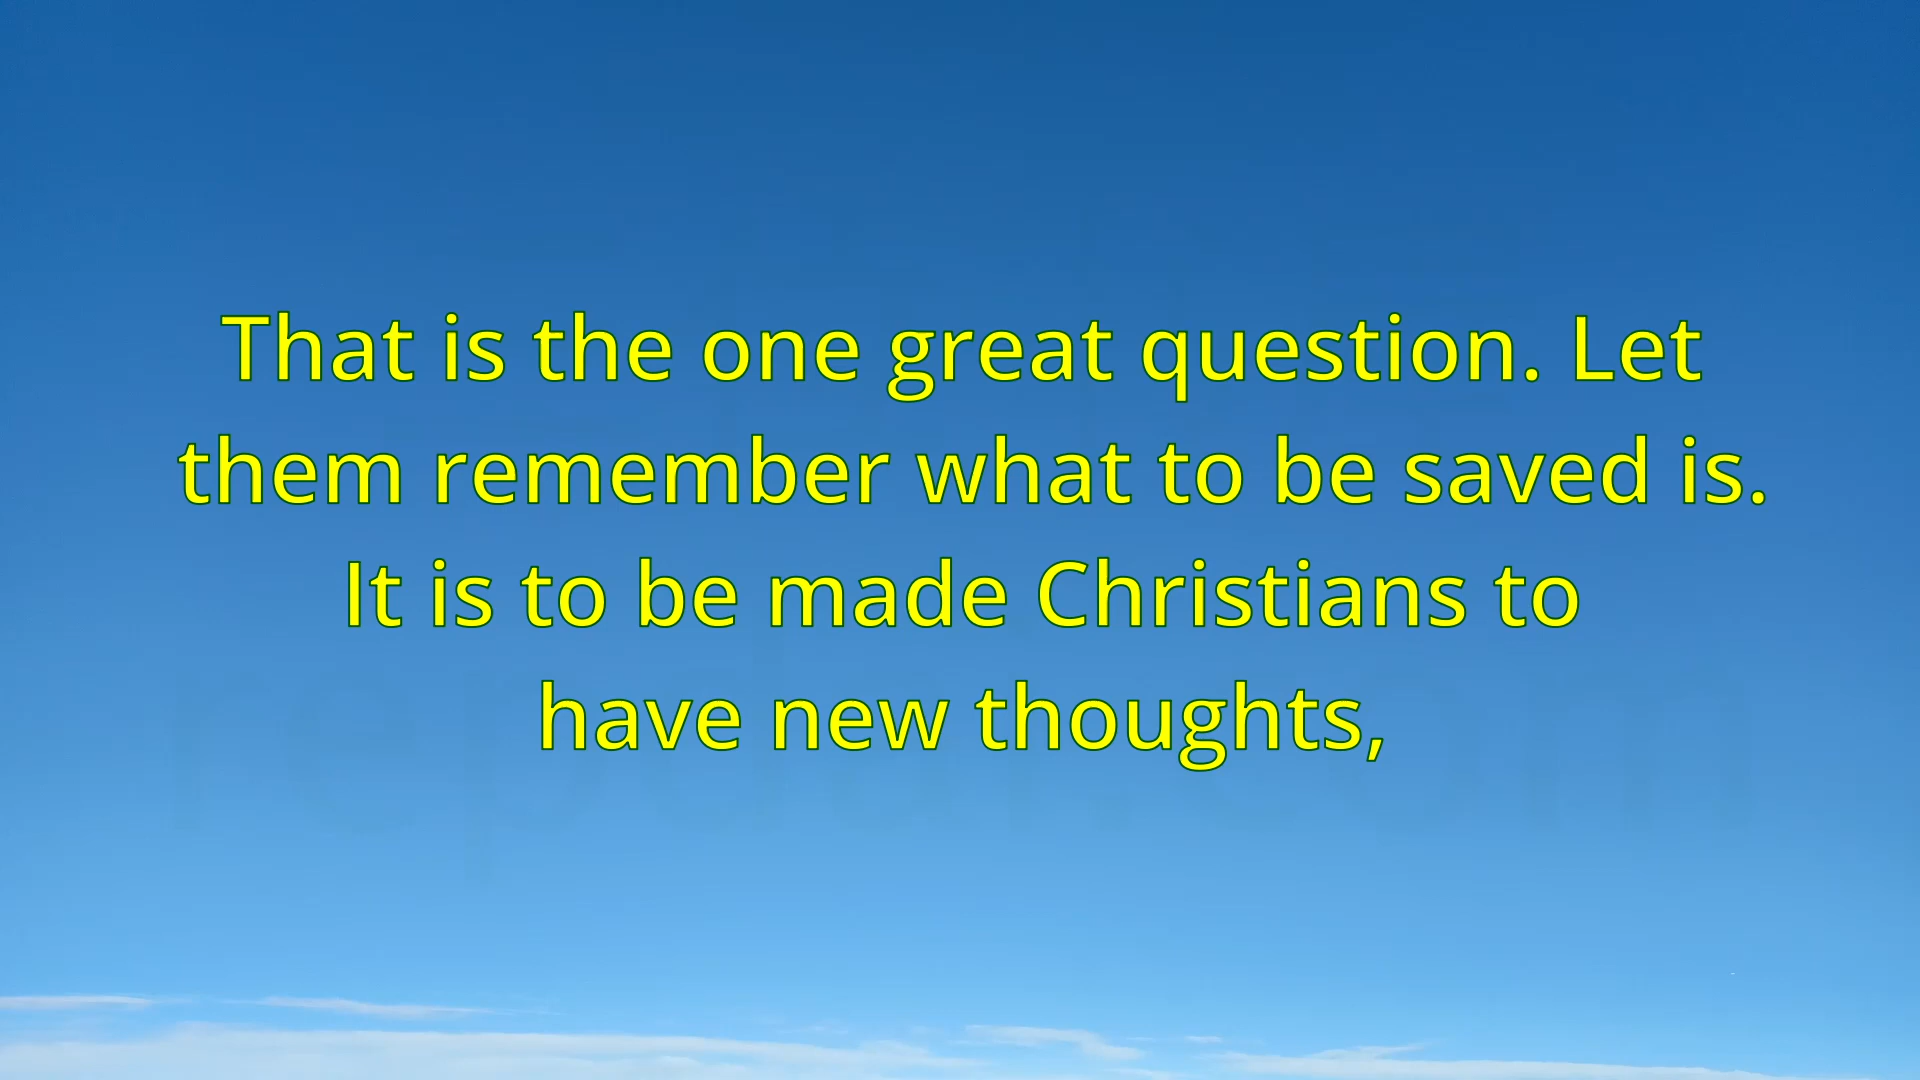 That is the one great question. Let
them remember what to be saved is.
It is to be made Christians to
have new thoughts,